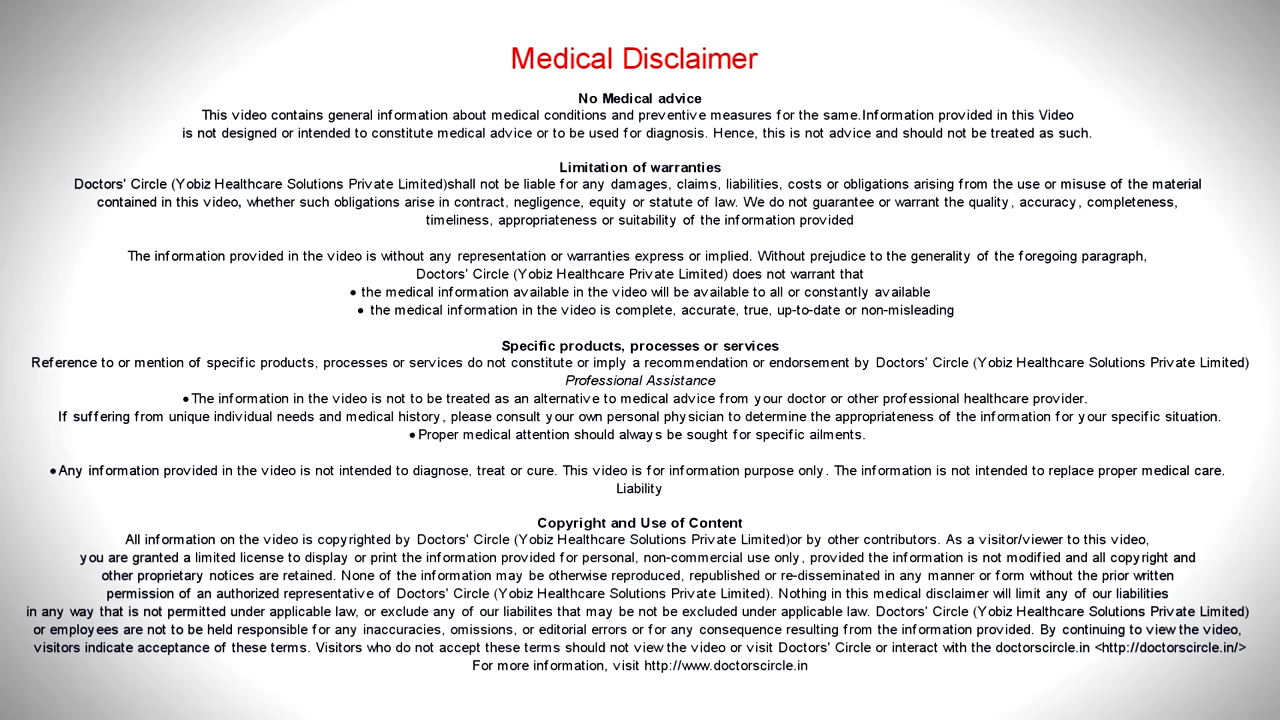 Medical Disclaimer
No Medical advice
This video contains general information about medical conditions and preventive measures for the same.Information provided in this Video
is not designed or intended to constitute medical advice or to be used for diagnosis. Hence, this is not advice and should not be treated as such.
Limitation of warranties
Doctors' Circle (Yobiz Healthcare Solutions Private Limited)shall not be liable for any damages, claims, liabilities, costs or obligations arising from the use or misuse of the material
contained in this video, whether such obligations arise in contract, negligence, equity or statute of law. We do not guarantee or warrant the quality, accuracy, completeness,
timeliness, appropriateness or suitability of the information provided
The information provided in the video is without any representation or warranties express or implied. Without prejudice to the generality of the foregoing paragraph,
Doctors' Circle (Yobiz Healthcare Private Limited) does not warrant that
• the medical information available in the video will be available to all or constantly available
• the medical information in the video is complete, accurate, true, up-to-date or non-misleading
Specific products, processes or services
Reference to or mention of specific products, processes or services do not constitute or imply a recommendation or endorsement by Doctors' Circle (Yobiz Healthcare Solutions Private Limited)
Professional Assistance
•The information in the video is not to be treated as an alternative to medical advice from your doctor or other professional healthcare provider.
If suffering from unique individual needs and medical history, please consult your own personal physician to determine the appropriateness of the information for your specific situation.
•Proper medical attention should always be sought for specific ailments.
•Any information provided in the video is not intended to diagnose, treat or cure. This video is for information purpose only. The information is not intended to replace proper medical care.
Liability
Copyright and Use of Content
All information on the video is copyrighted by Doctors' Circle (Yobiz Healthcare Solutions Private Limited)or by other contributors. As a visitor/viewer to this video,
you are granted a limited license to display or print the information provided for personal, non-commercial use only, provided the information is not modified and all copyright and
other proprietary notices are retained. None of the information may be otherwise reproduced, republished or re-disseminated in any manner or form without the prior written
permission of an authorized representative of Doctors' Circle (Yobiz Healthcare Solutions Private Limited). Nothing in this medical disclaimer will limit any of our liabilities
in any way that is not permitted under applicable law, or exclude any of our liabilites that may be not be excluded under applicable law. Doctors' Circle (Yobiz Healthcare Solutions Private Limited)
or employees are not to be held responsible for any inaccuracies, omissions, or editorial errors or for any consequence resulting from the information provided. By continuing to view the video,
visitors indicate acceptance of these terms. Visitors who do not accept these terms should not view the video or visit Doctors' Circle or interact with the doctorscircle.in <http://doctorscircle.in/>
For more information, visit http://www.doctorscircle.in